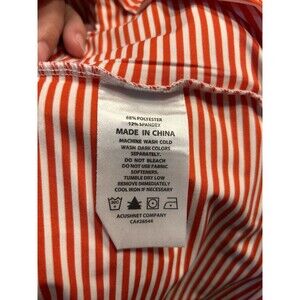 88% POLYESTER
12% SPANDEX
MADE IN CHINA
MACHINE WASH COLD
WASH DARK COLORS
SEPARATELY.
DO NOT BLEACH
DO NOT USE FABRIC
SOFTENERS.
TUMBLE DRY LOW
REMOVE IMMEDIATELY
COOL IRON IF NECESSARY
ACUSHNET COMPANY
CA#26544